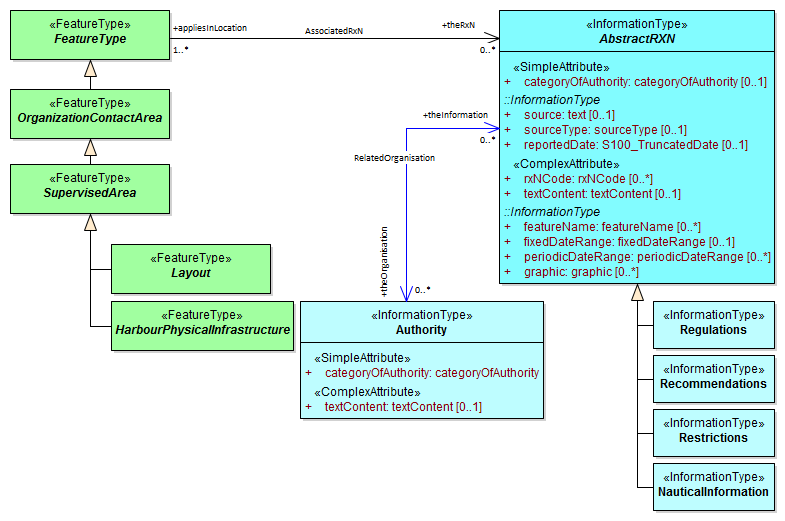 «FeatureType»
FeatureType
+appliesInLocation
AssociatedRxN
+theRxN
1..*
0..*
«FeatureType»
OrganizationContactArea
«FeatureType»
SupervisedArea
«FeatureType»
Layout
«FeatureType»
HarbourPhysicalInfrastructure
«InformationType»
AbstractRXN
«SimpleAttribute»
+ categoryOfAuthority: categoryOfAuthority [0..1]
::InformationType
+ source: text [0..1]
+ sourceType: sourceType [0..1]
+ reportedDate: S100_TruncatedDate [0..1]
«ComplexAttribute»
+ rxNCode: rxNCode [0..*]
+ textContent: textContent [0..1]
::InformationType
+ featureName: featureName [0..*]
+ fixedDateRange: fixedDateRange [0..1]
+ periodicDateRange: periodicDateRange [0..*]
+ graphic: graphic [0..*]
+theInformation
0..*
RelatedOrganisation
+theOrganisation
0..*
«InformationType»
Authority
«SimpleAttribute»
+ categoryOfAuthority: categoryOfAuthority
«ComplexAttribute»
+ textContent: textContent [0..1]
«InformationType»
Regulations
«InformationType»
Recommendations
«InformationType»
Restrictions
«InformationType»
NauticalInformation